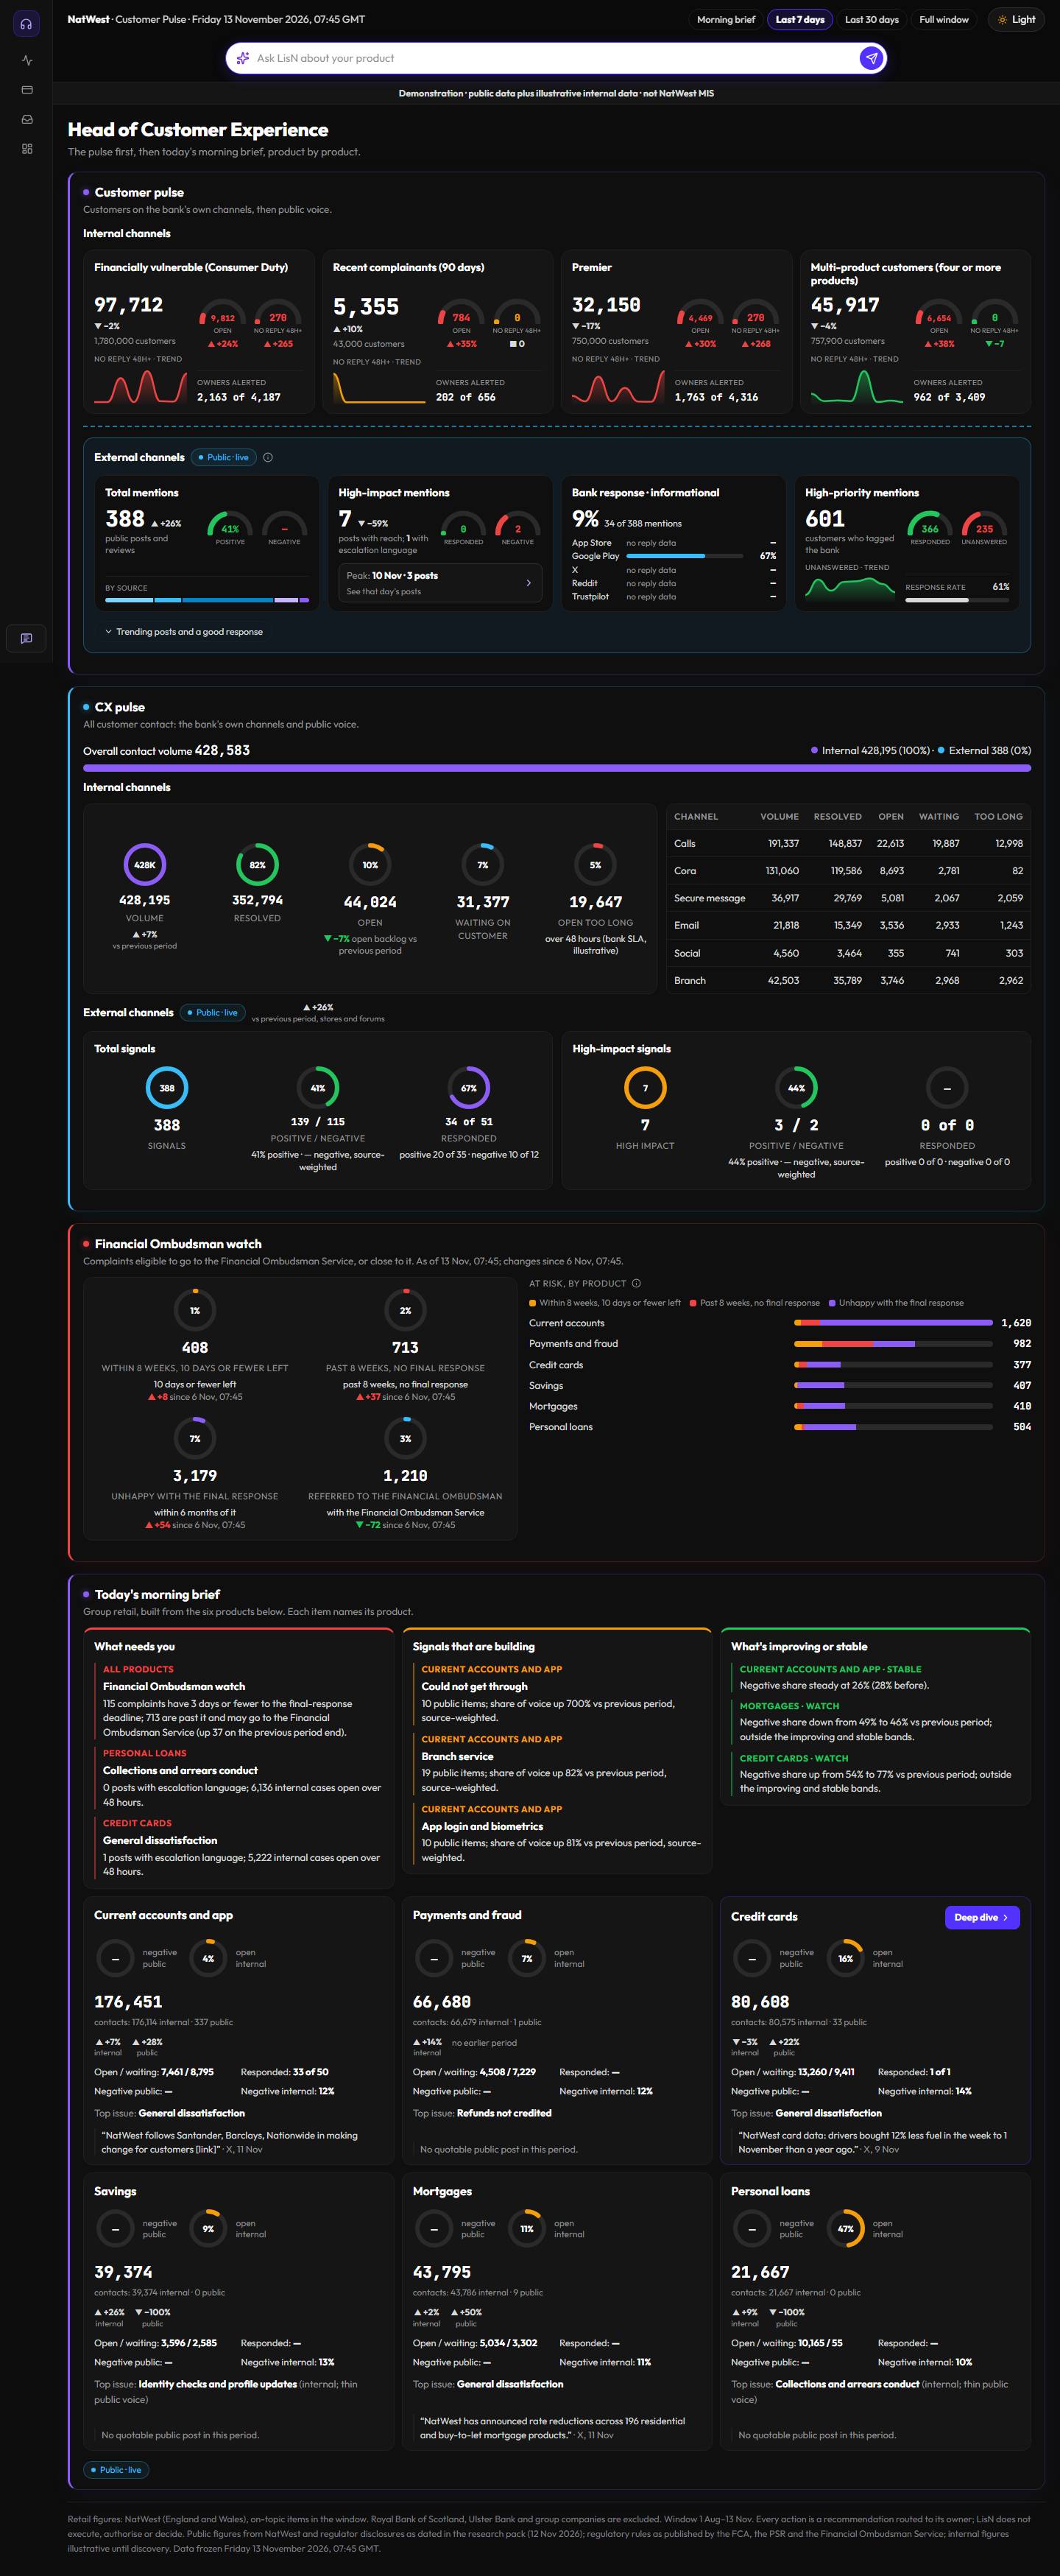 NatWest · Customer Pulse · Friday 13 November 2026, 07:45 GMT
Morning brief
Last 7 days
Last 30 days
Full window
Light
Ask LisN about your product
Demonstration · public data plus illustrative internal data · not NatWest MIS
Head of Customer Experience
The pulse first, then today's morning brief, product by product.
Customer pulse
Customers on the bank's own channels, then public voice.
Internal channels
Financially vulnerable (Consumer Duty)
97,712
▼ −2%
1,780,000 customers
9,812
OPEN
▲ +24%
270
NO REPLY 48H+
▲ +265
NO REPLY 48H+ · TREND
OWNERS ALERTED
2,163 of 4,187
Recent complainants (90 days)
5,355
▲ +10%
43,000 customers
784
OPEN
▲ +35%
0
NO REPLY 48H+
■ 0
NO REPLY 48H+ · TREND
OWNERS ALERTED
202 of 656
Premier
32,150
▼ −17%
750,000 customers
4,469
OPEN
▲ +30%
270
NO REPLY 48H+
▲ +268
NO REPLY 48H+ · TREND
OWNERS ALERTED
1,763 of 4,316
Multi-product customers (four or more
products)
45,917
▼ −4%
757,900 customers
6,654
OPEN
▲ +38%
0
NO REPLY 48H+
▼ −7
NO REPLY 48H+ · TREND
OWNERS ALERTED
962 of 3,409
External channels
Public · live
Total mentions
388 ▲ +26%
public posts and
reviews
41%
POSITIVE
–
NEGATIVE
BY SOURCE
High-impact mentions
7 ▼ −59%
posts with reach; 1 with
escalation language
0
RESPONDED
2
NEGATIVE
Peak: 10 Nov · 3 posts
See that day's posts
Bank response · informational
9% 34 of 388 mentions
App Store no reply data –
Google Play 67%
X no reply data –
Reddit no reply data –
Trustpilot no reply data –
High-priority mentions
601
customers who tagged
the bank
366
RESPONDED
235
UNANSWERED
UNANSWERED · TREND
RESPONSE RATE 61%
Trending posts and a good response
CX pulse
All customer contact: the bank's own channels and public voice.
Overall contact volume 428,583
Internal 428,195 (100%) · External 388 (0%)
Internal channels
428K
428,195
VOLUME
▲ +7%
vs previous period
82%
352,794
RESOLVED
10%
44,024
OPEN
▼ −7% open backlog vs
previous period
7%
31,377
WAITING ON
CUSTOMER
5%
19,647
OPEN TOO LONG
over 48 hours (bank SLA,
illustrative)
CHANNEL VOLUME RESOLVED OPEN WAITING TOO LONG
Calls 191,337 148,837 22,613 19,887 12,998
Cora 131,060 119,586 8,693 2,781 82
Secure message 36,917 29,769 5,081 2,067 2,059
Email 21,818 15,349 3,536 2,933 1,243
Social 4,560 3,464 355 741 303
Branch 42,503 35,789 3,746 2,968 2,962
External channels
Public · live
▲ +26%
vs previous period, stores and forums
Total signals
388
388
SIGNALS
41%
139 / 115
POSITIVE / NEGATIVE
41% positive · — negative, source-
weighted
67%
34 of 51
RESPONDED
positive 20 of 35 · negative 10 of 12
High-impact signals
7
7
HIGH IMPACT
44%
3 / 2
POSITIVE / NEGATIVE
44% positive · — negative, source-
weighted
–
0 of 0
RESPONDED
positive 0 of 0 · negative 0 of 0
Financial Ombudsman watch
Complaints eligible to go to the Financial Ombudsman Service, or close to it. As of 13 Nov, 07:45; changes since 6 Nov, 07:45.
1%
408
WITHIN 8 WEEKS, 10 DAYS OR FEWER LEFT
10 days or fewer left
▲ +8 since 6 Nov, 07:45
2%
713
PAST 8 WEEKS, NO FINAL RESPONSE
past 8 weeks, no final response
▲ +37 since 6 Nov, 07:45
7%
3,179
UNHAPPY WITH THE FINAL RESPONSE
within 6 months of it
▲ +54 since 6 Nov, 07:45
3%
1,210
REFERRED TO THE FINANCIAL OMBUDSMAN
with the Financial Ombudsman Service
▼ −72 since 6 Nov, 07:45
AT RISK, BY PRODUCT
Within 8 weeks, 10 days or fewer left
Past 8 weeks, no final response
Unhappy with the final response
Current accounts 1,620
Payments and fraud 982
Credit cards 377
Savings 407
Mortgages 410
Personal loans 504
Today's morning brief
Group retail, built from the six products below. Each item names its product.
What needs you
ALL PRODUCTS
Financial Ombudsman watch
115 complaints have 3 days or fewer to the final-response
deadline; 713 are past it and may go to the Financial
Ombudsman Service (up 37 on the previous period end).
PERSONAL LOANS
Collections and arrears conduct
0 posts with escalation language; 6,136 internal cases open over
48 hours.
CREDIT CARDS
General dissatisfaction
1 posts with escalation language; 5,222 internal cases open over
48 hours.
Signals that are building
CURRENT ACCOUNTS AND APP
Could not get through
10 public items; share of voice up 700% vs previous period,
source-weighted.
CURRENT ACCOUNTS AND APP
Branch service
19 public items; share of voice up 82% vs previous period,
source-weighted.
CURRENT ACCOUNTS AND APP
App login and biometrics
10 public items; share of voice up 81% vs previous period, source-
weighted.
What's improving or stable
CURRENT ACCOUNTS AND APP · STABLE
Negative share steady at 26% (28% before).
MORTGAGES · WATCH
Negative share down from 49% to 46% vs previous period;
outside the improving and stable bands.
CREDIT CARDS · WATCH
Negative share up from 54% to 77% vs previous period; outside
the improving and stable bands.
Current accounts and app
–
negative
public
4%
open
internal
176,451
contacts: 176,114 internal · 337 public
▲ +7% ▲ +28%
internal public
Open / waiting: 7,461 / 8,795 Responded: 33 of 50
Negative public: — Negative internal: 12%
Top issue: General dissatisfaction
“NatWest follows Santander, Barclays, Nationwide in making
change for customers [link]” · X, 11 Nov
Payments and fraud
–
negative
public
7%
open
internal
66,680
contacts: 66,679 internal · 1 public
▲ +14% no earlier period
internal
Open / waiting: 4,508 / 7,229 Responded: —
Negative public: — Negative internal: 12%
Top issue: Refunds not credited
No quotable public post in this period.
Credit cards
Deep dive
–
negative
public
16%
open
internal
80,608
contacts: 80,575 internal · 33 public
▼ −3% ▲ +22%
internal public
Open / waiting: 13,260 / 9,411 Responded: 1 of 1
Negative public: — Negative internal: 14%
Top issue: General dissatisfaction
“NatWest card data: drivers bought 12% less fuel in the week to 1
November than a year ago.” · X, 9 Nov
Savings
–
negative
public
9%
open
internal
39,374
contacts: 39,374 internal · 0 public
▲ +26% ▼ −100%
internal public
Open / waiting: 3,596 / 2,585 Responded: —
Negative public: — Negative internal: 13%
Top issue: Identity checks and profile updates (internal; thin
public voice)
No quotable public post in this period.
Mortgages
–
negative
public
11%
open
internal
43,795
contacts: 43,786 internal · 9 public
▲ +2% ▲ +50%
internal public
Open / waiting: 5,034 / 3,302 Responded: —
Negative public: — Negative internal: 11%
Top issue: General dissatisfaction
“NatWest has announced rate reductions across 196 residential
and buy-to-let mortgage products.” · X, 11 Nov
Personal loans
–
negative
public
47%
open
internal
21,667
contacts: 21,667 internal · 0 public
▲ +9% ▼ −100%
internal public
Open / waiting: 10,165 / 55 Responded: —
Negative public: — Negative internal: 10%
Top issue: Collections and arrears conduct (internal; thin public
voice)
No quotable public post in this period.
Public · live
Retail figures: NatWest (England and Wales), on-topic items in the window. Royal Bank of Scotland, Ulster Bank and group companies are excluded. Window 1 Aug–13 Nov. Every action is a recommendation routed to its owner; LisN does not
execute, authorise or decide. Public figures from NatWest and regulator disclosures as dated in the research pack (12 Nov 2026); regulatory rules as published by the FCA, the PSR and the Financial Ombudsman Service; internal figures
illustrative until discovery. Data frozen Friday 13 November 2026, 07:45 GMT.